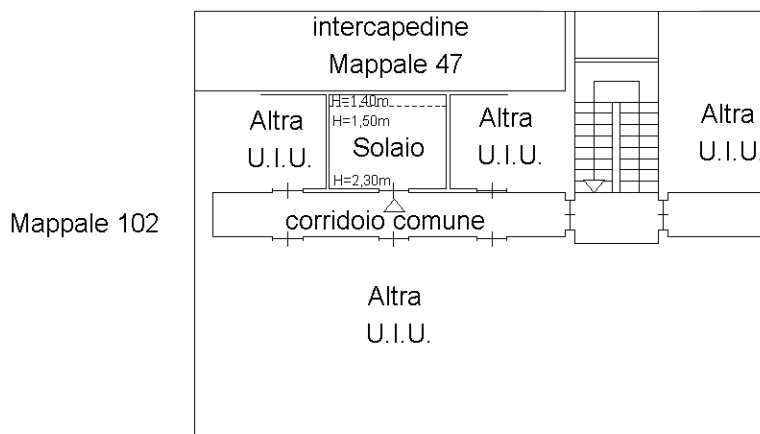 intercapedine
Mappale 47
H=1,40m
H=1,50m
Altra
U.I.U.
Solaio
Altra
U.I.U.
Altra
U.I.U.
H=2,30m
Mappale 102
corridoio comune
Altra
U.I.U.